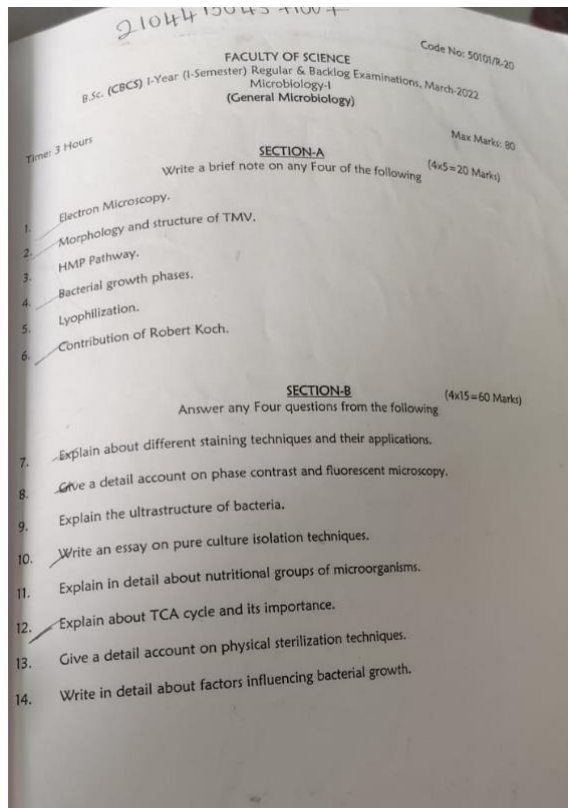 Code No: 50101/R-20
FACULTY OF SCIENCE
B.Sc. (CBCS) I-Year (I-Semester) Regular & Backlog Examinations, March-2022
Microbiology-I
(General Microbiology)
Time: 3 Hours
Max Marks: 80
SECTION-A
Write a brief note on any Four of the following (4x5=20 Marks)
1. Electron Microscopy.
2. Morphology and structure of TMV.
3. HMP Pathway.
4. Bacterial growth phases.
5. Lyophilization.
6. Contribution of Robert Koch.
SECTION-B
Answer any Four questions from the following (4x15=60 Marks)
7. Explain about different staining techniques and their applications.
8. Give a detail account on phase contrast and fluorescent microscopy.
9. Explain the ultrastructure of bacteria.
10. Write an essay on pure culture isolation techniques.
11. Explain in detail about nutritional groups of microorganisms.
12. Explain about TCA cycle and its importance.
13. Give a detail account on physical sterilization techniques.
14. Write in detail about factors influencing bacterial growth.